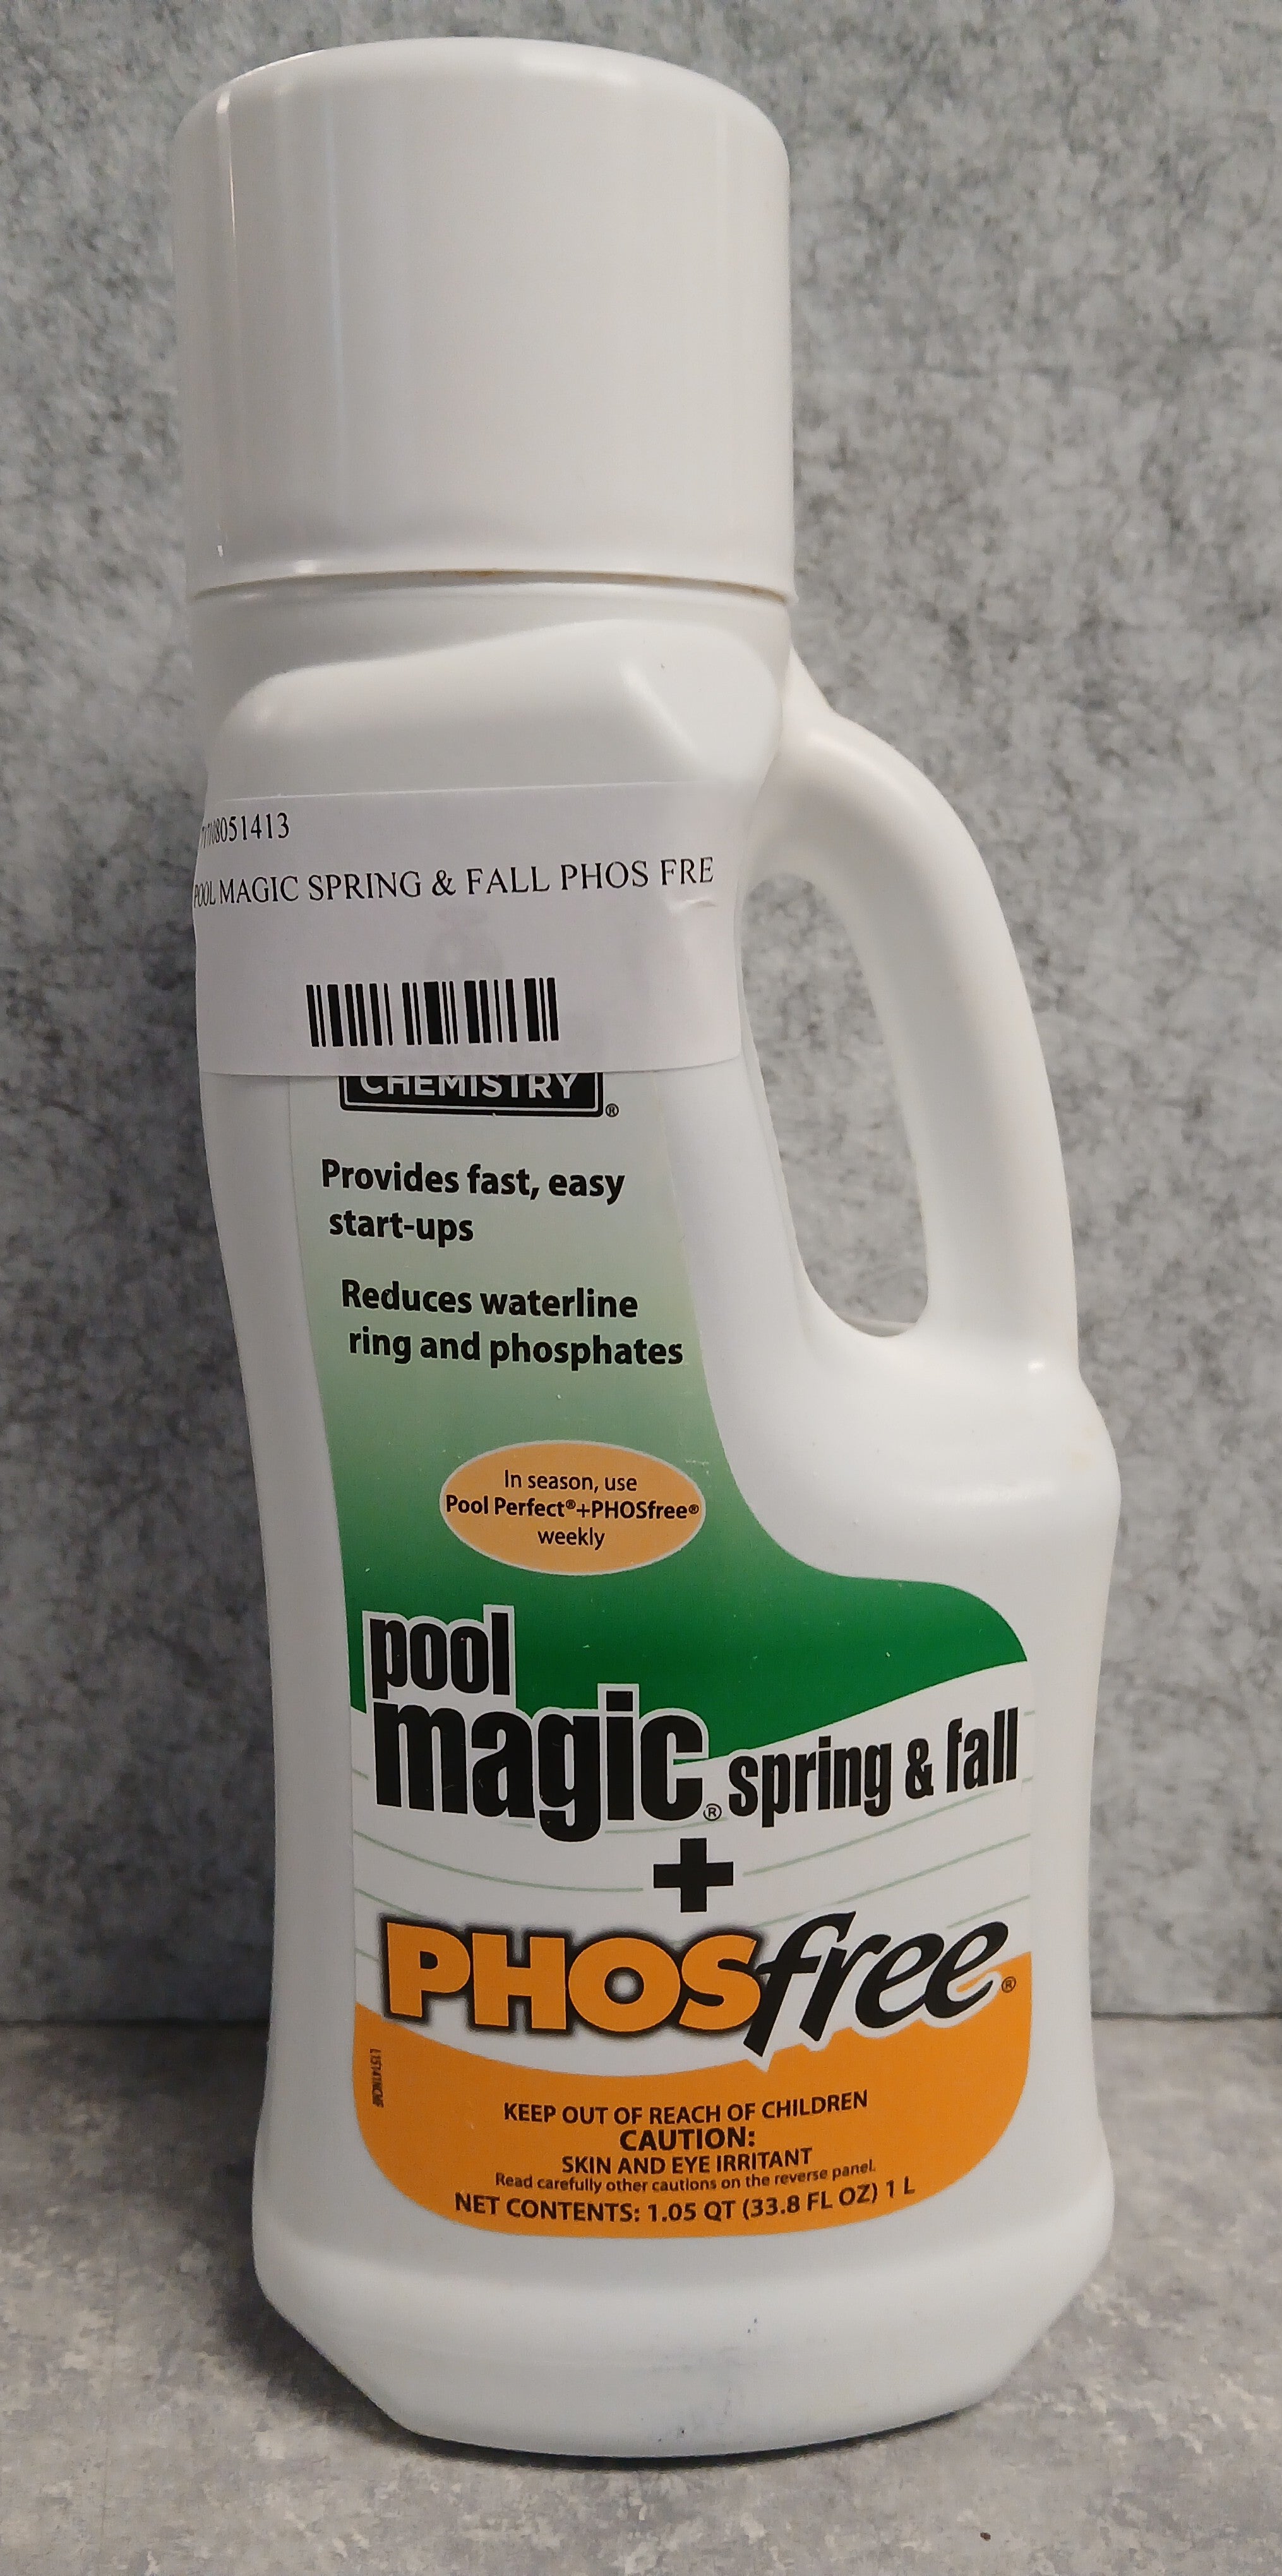 8051413
POOL MAGIC SPRING & FALL PHOS FRE
CHEMISTRY®
Provides fast, easy
start-ups
Reduces waterline
ring and phosphates
In season, use
Pool Perfect®+PHOSfree®
weekly
pool
magic® spring & fall
+
PHOSfree®
KEEP OUT OF REACH OF CHILDREN
CAUTION:
SKIN AND EYE IRRITANT
Read carefully other cautions on the reverse panel.
NET CONTENTS: 1.05 QT (33.8 FL OZ) 1 L